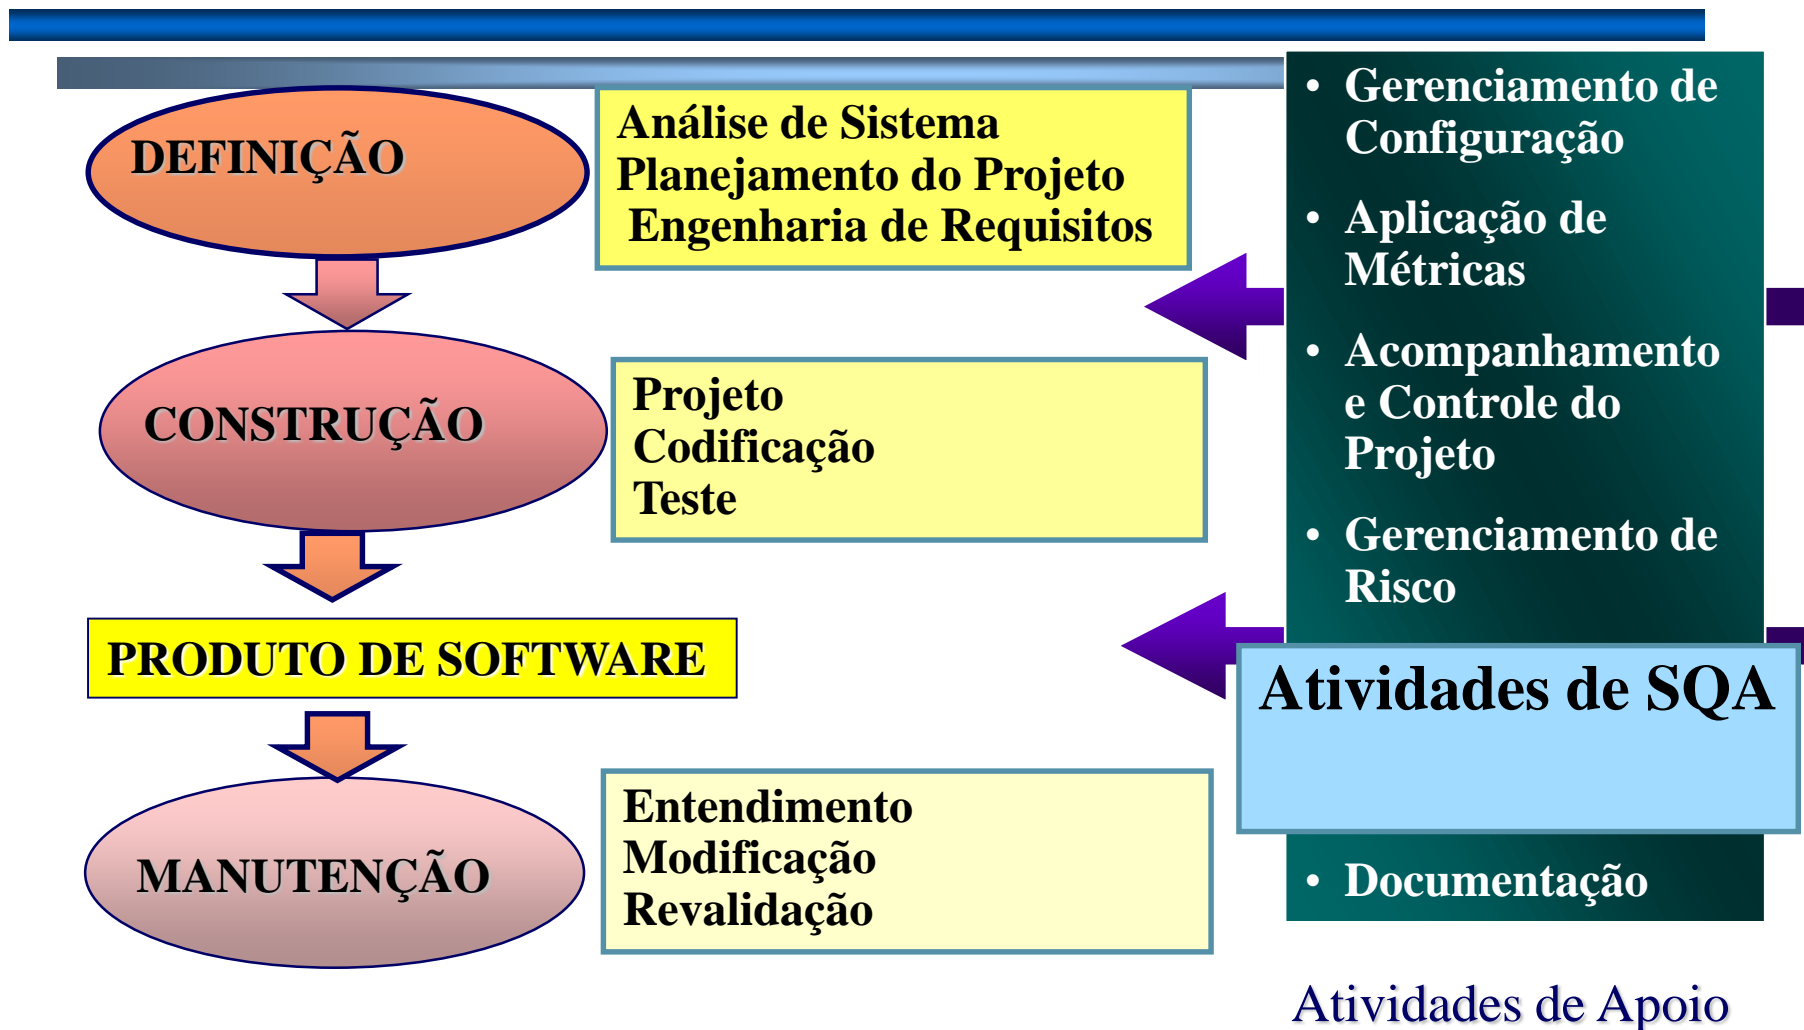 DEFINIÇÃO
Análise de Sistema
Planejamento do Projeto
Engenharia de Requisitos
CONSTRUÇÃO
Projeto
Codificação
Teste
PRODUTO DE SOFTWARE
MANUTENÇÃO
Entendimento
Modificação
Revalidação
• Gerenciamento de
Configuração
• Aplicação de
Métricas
• Acompanhamento
e Controle do
Projeto
• Gerenciamento de
Risco
Atividades de SQA
• Documentação
Atividades de Apoio